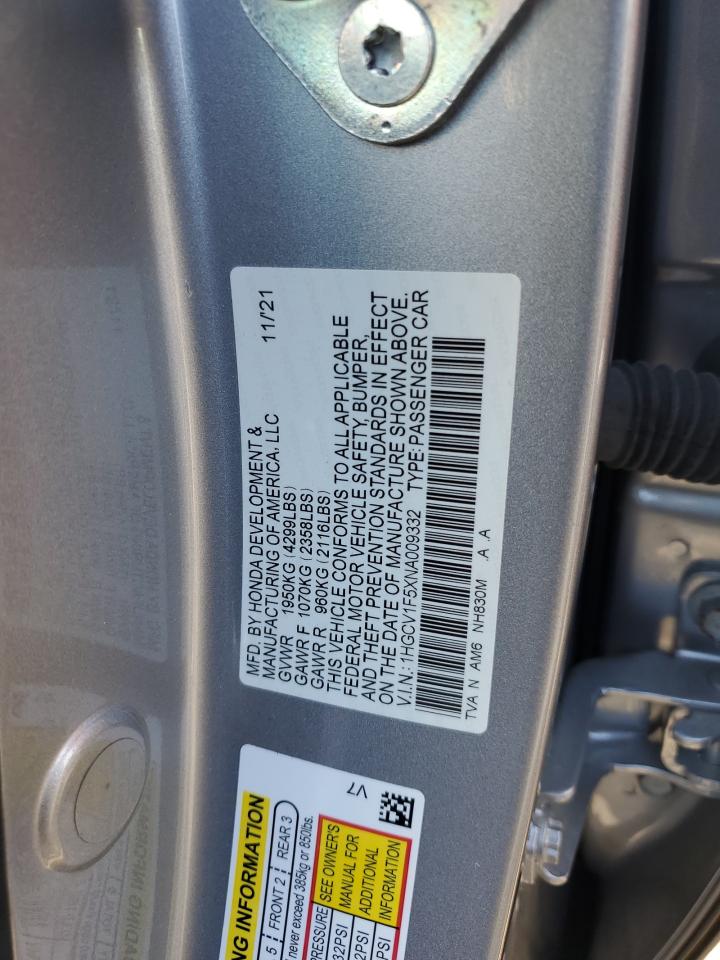 MFD. BY HONDA DEVELOPMENT &
MANUFACTURING OF AMERICA, LLC 11/'21
GVWR 1950KG (4299LBS)
GAWR F 1070KG (2358LBS)
GAWR R 960KG (2116LBS)
THIS VEHICLE CONFORMS TO ALL APPLICABLE
FEDERAL MOTOR VEHICLE SAFETY, BUMPER,
AND THEFT PREVENTION STANDARDS IN EFFECT
ON THE DATE OF MANUFACTURE SHOWN ABOVE.
V.I.N.: 1HGCV1F5XNA009332 TYPE: PASSENGER CAR
TVA N AM6 NH830M .A .A
V7
INFORMATION
5 FRONT 2 REAR 3
never exceed 385kg or 850lbs.
PRESSURE SEE OWNER'S
32PSI MANUAL FOR
ADDITIONAL
PSI INFORMATION